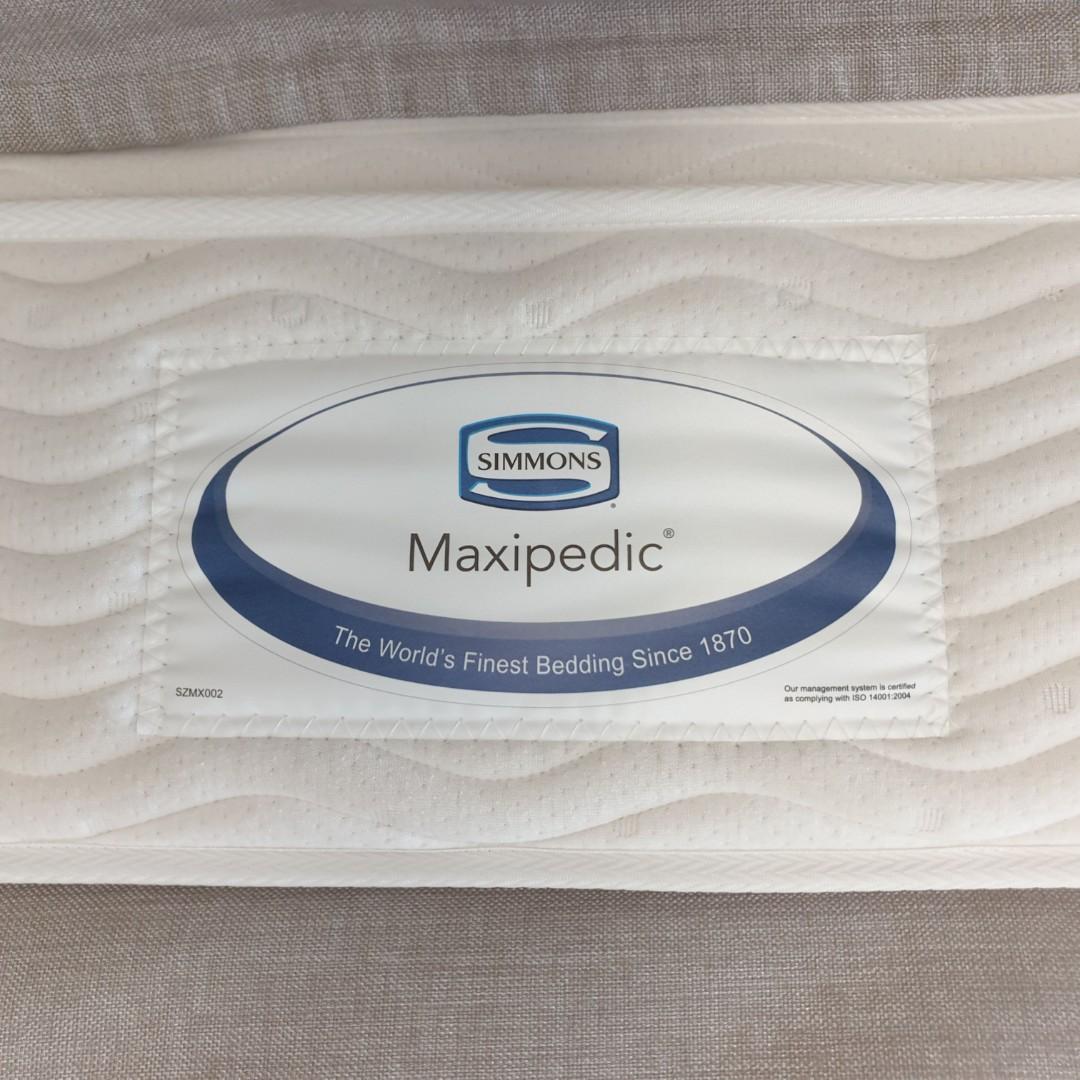 SIMMONS
Maxipedic®
The World's Finest Bedding Since 1870
SZMX002
Our management system is certified
as complying with ISO 14001:2004